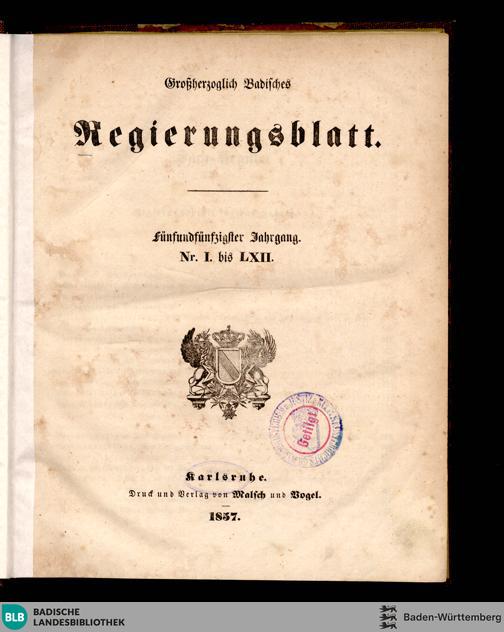 Großherzoglich Badisches
Regierungsblatt.
Fünfundfünfzigster Jahrgang.
Nr. I. bis LXII.
Getilgt
Karlsruhe.
Druck und Verlag von Malsch und Vogel.
1857.
BLB
BADISCHE
LANDESBIBLIOTHEK
Baden-Württemberg